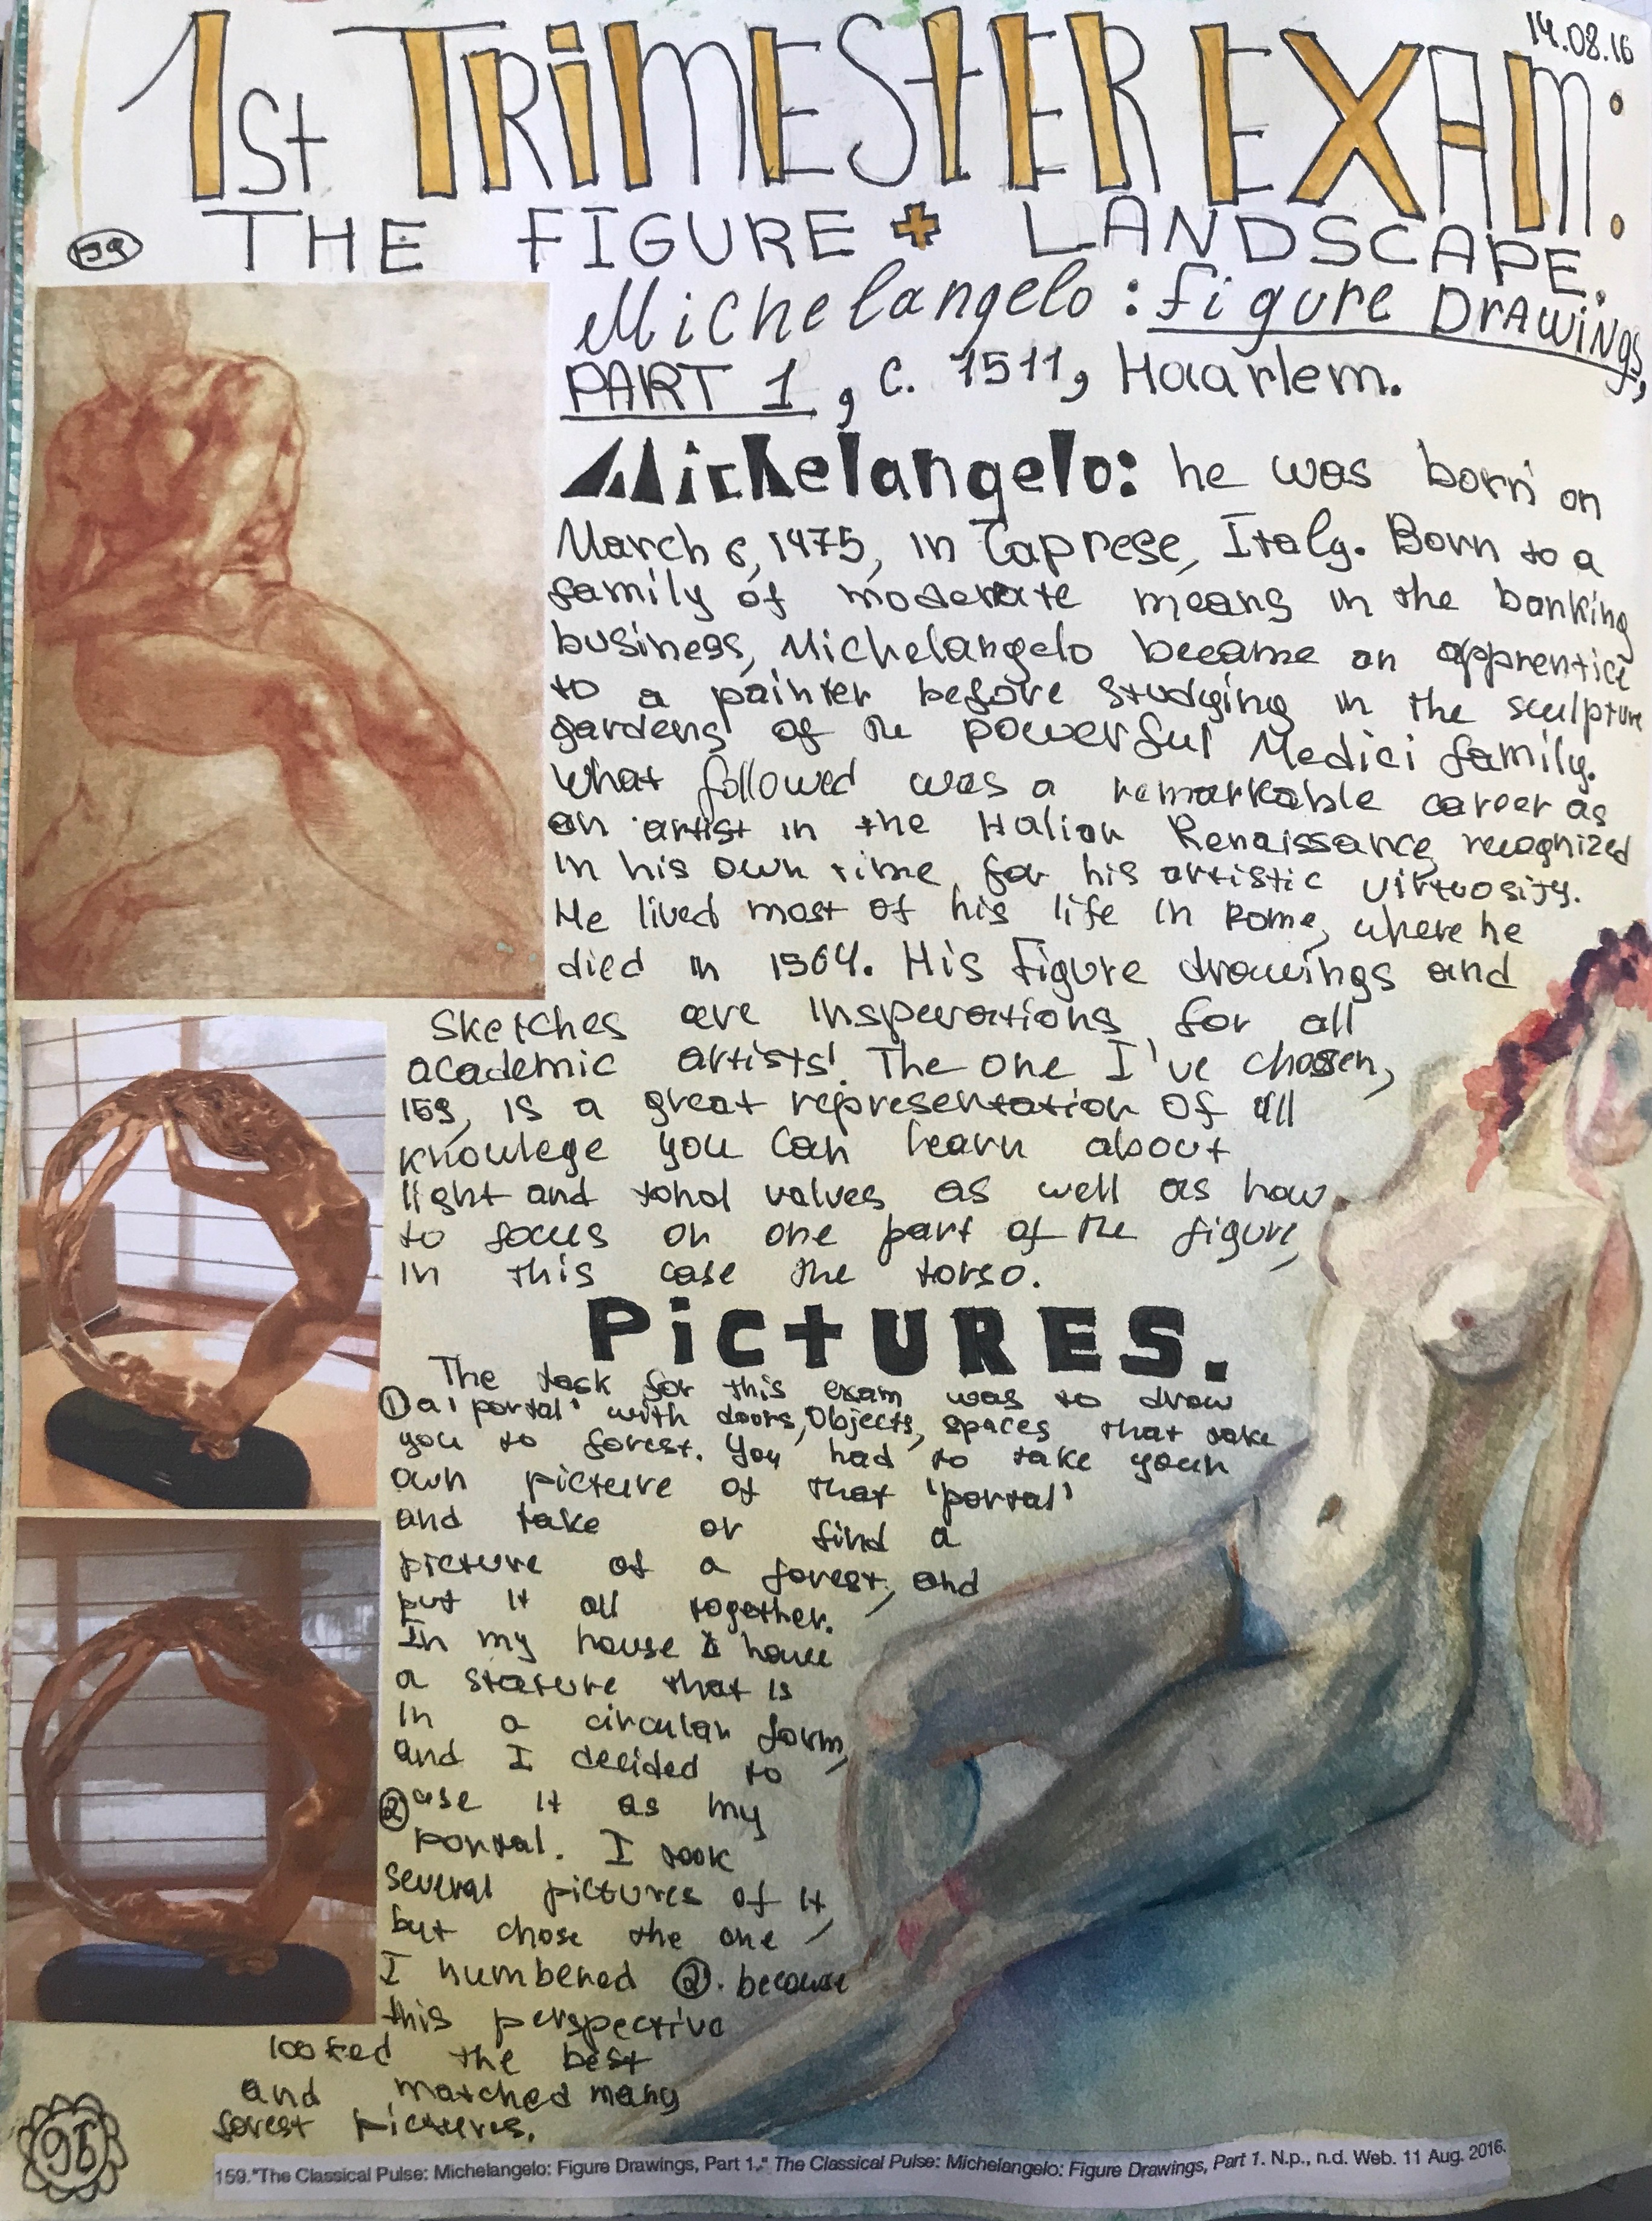 14.08.16
1st TRiMESTER EXAM:
THE FIGURE + LANDSCAPE.
159
Michelangelo: figure DrAwings,
PART 1, c. 1511, Haarlem.
Michelangelo: he was born on
March 6, 1475, in Caprese, Italy. Born to a
family of moderate means in the banking
business, Michelangelo became an apprentice
to a painter before studying in the sculpture
gardens of the powerful Medici family.
What followed was a remarkable career as
an artist in the Italian Renaissance, recognized
in his own time for his artistic virtuosity.
He lived most of his life in Rome, where he
died in 1564. His figure drawings and
sketches are insperations for all
academic artists! The one I've chosen,
159, is a great representation of all
knowlege you can learn about
light and tonal values as well as how
to focus on one part of the figure,
in this case the torso.
PictURES.
The task for this exam was to draw
① a 'portal' with doors, objects, spaces that take
you to forest. You had to take your
own picture of that 'portal'
and take or find a
picture of a forest, and
put it all together.
In my house I have
a stature that is
in a circular form,
and I decided to
② use it as my
portal. I took
several pictures of it,
but chose the one
I numbered ②. because
this perspective
looked the best
and matched many
forest pictures.
95
159."The Classical Pulse: Michelangelo: Figure Drawings, Part 1." The Classical Pulse: Michelangelo: Figure Drawings, Part 1. N.p., n.d. Web. 11 Aug. 2016.